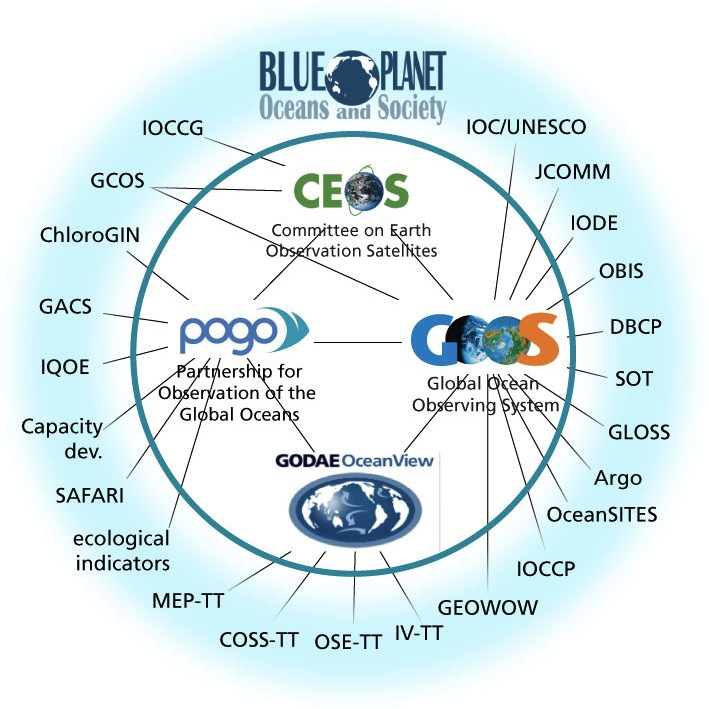 BLUE PLANET
Oceans and Society
IOCCG
IOC/UNESCO
GCOS
JCOMM
CEOS
Committee on Earth
Observation Satellites
ChloroGIN
IODE
OBIS
GACS
DBCP
pogo
GOOS
IQOE
Partnership for
Observation of the
Global Oceans
Global Ocean
Observing System
SOT
Capacity
dev.
GLOSS
GODAE OceanView
SAFARI
Argo
OceanSITES
ecological
indicators
IOCCP
MEP-TT
GEOWOW
COSS-TT
OSE-TT
IV-TT